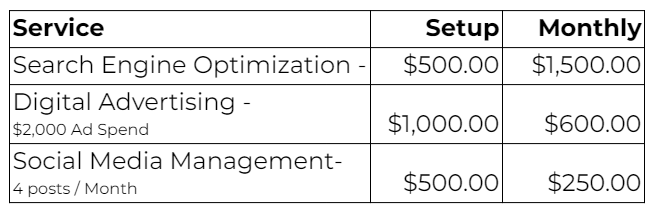 Service Setup Monthly
Search Engine Optimization - $500.00 $1,500.00
Digital Advertising -
$2,000 Ad Spend $1,000.00 $600.00
Social Media Management-
4 posts / Month $500.00 $250.00